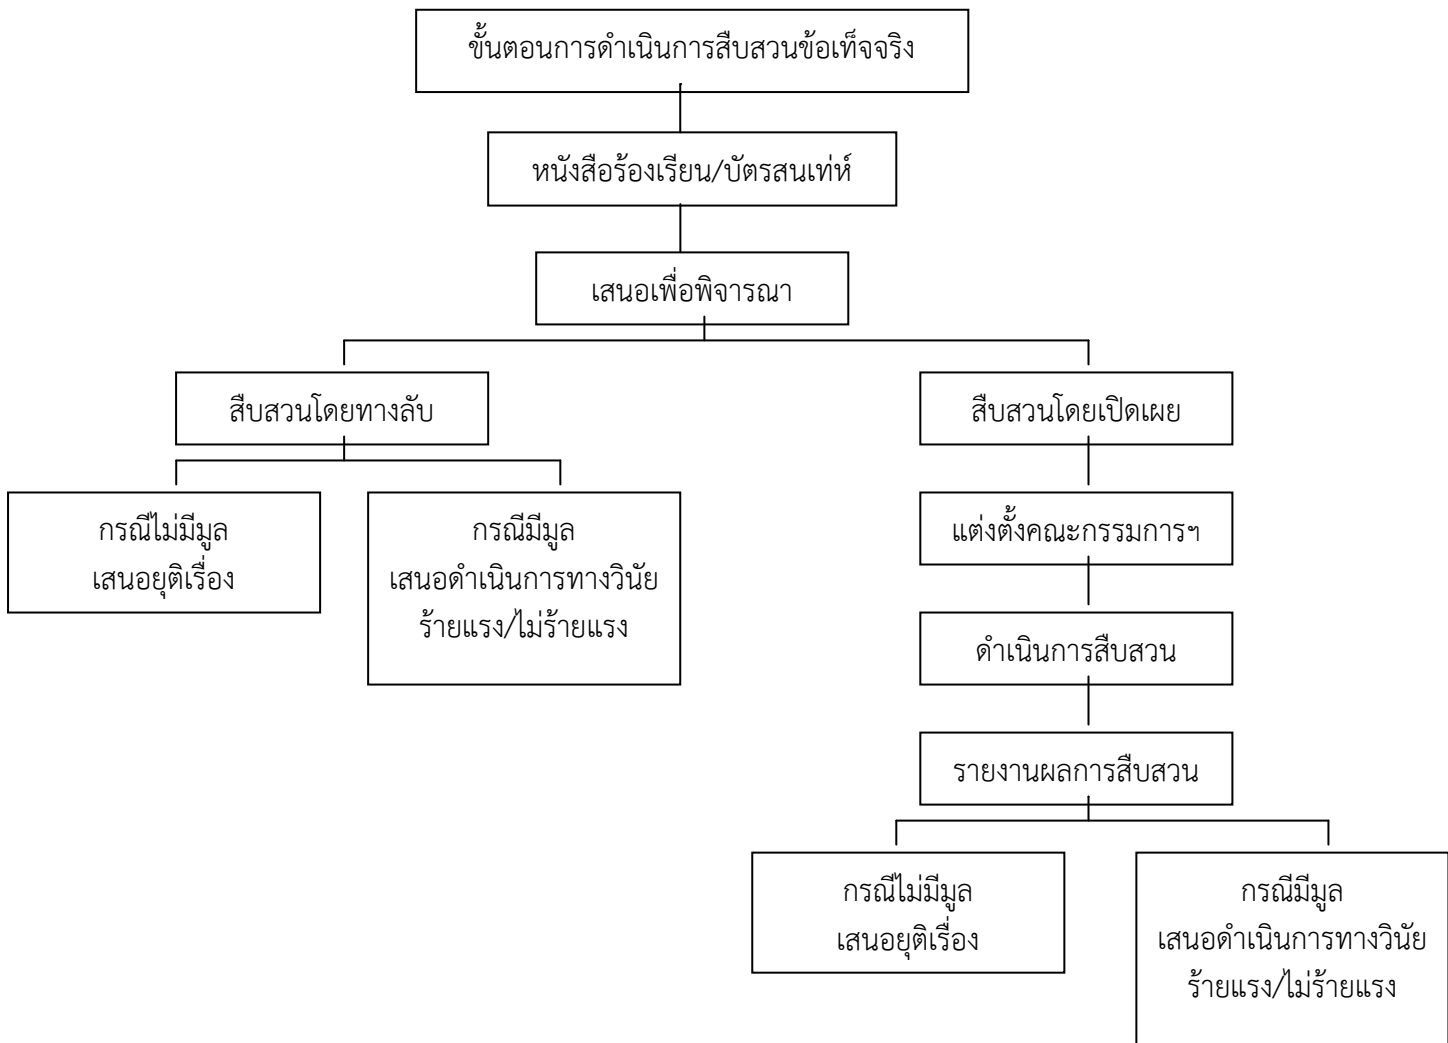 ขั้นตอนการดำเนินการสืบสวนข้อเท็จจริง
หนังสือร้องเรียน/บัตรสนเท่ห์
เสนอเพื่อพิจารณา
สืบสวนโดยทางลับ
สืบสวนโดยเปิดเผย
กรณีไม่มีมูล
เสนอยุติเรื่อง
กรณีมีมูล
เสนอดำเนินการทางวินัย
ร้ายแรง/ไม่ร้ายแรง
แต่งตั้งคณะกรรมการฯ
ดำเนินการสืบสวน
รายงานผลการสืบสวน
กรณีไม่มีมูล
เสนอยุติเรื่อง
กรณีมีมูล
เสนอดำเนินการทางวินัย
ร้ายแรง/ไม่ร้ายแรง